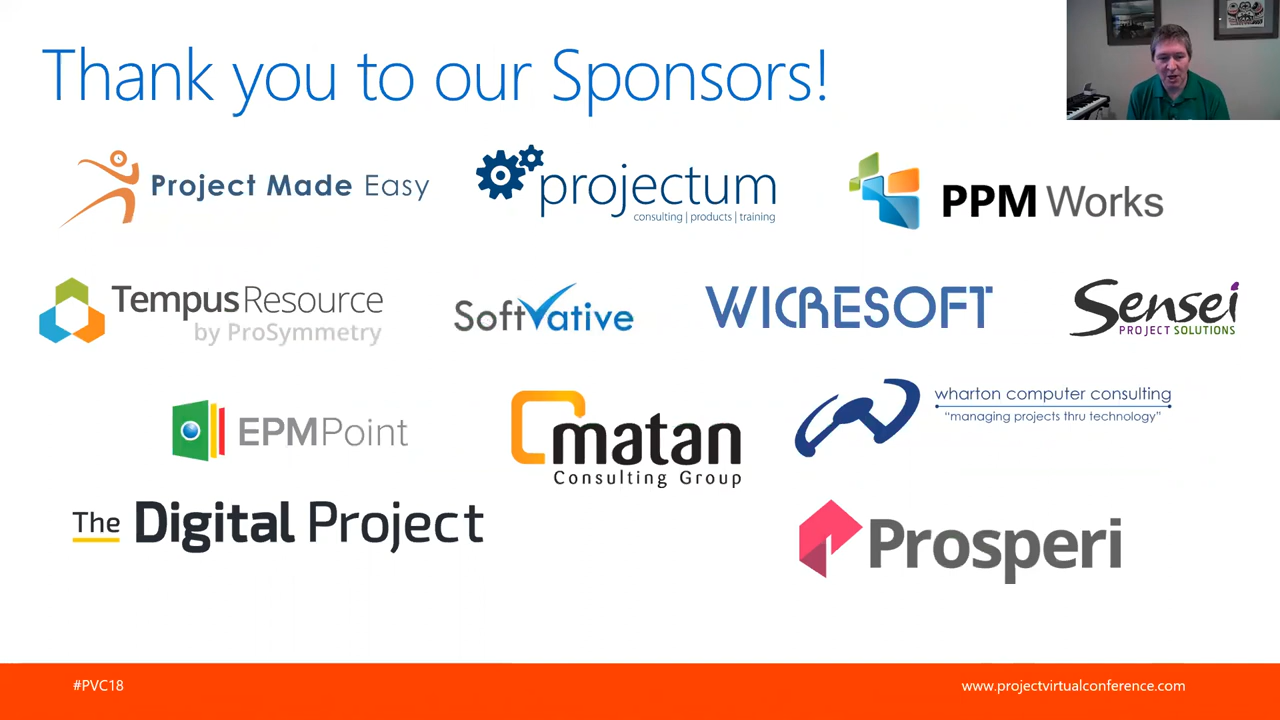 Thank you to our Sponsors!
Project Made Easy
projectum
consulting | products | training
PPM Works
Tempus Resource
by ProSymmetry
SoftVative
WICRESOFT
Sensei
PROJECT SOLUTIONS
EPMPoint
matan
Consulting Group
wharton computer consulting
“managing projects thru technology”
The Digital Project
Prosperi
#PVC18
www.projectvirtualconference.com